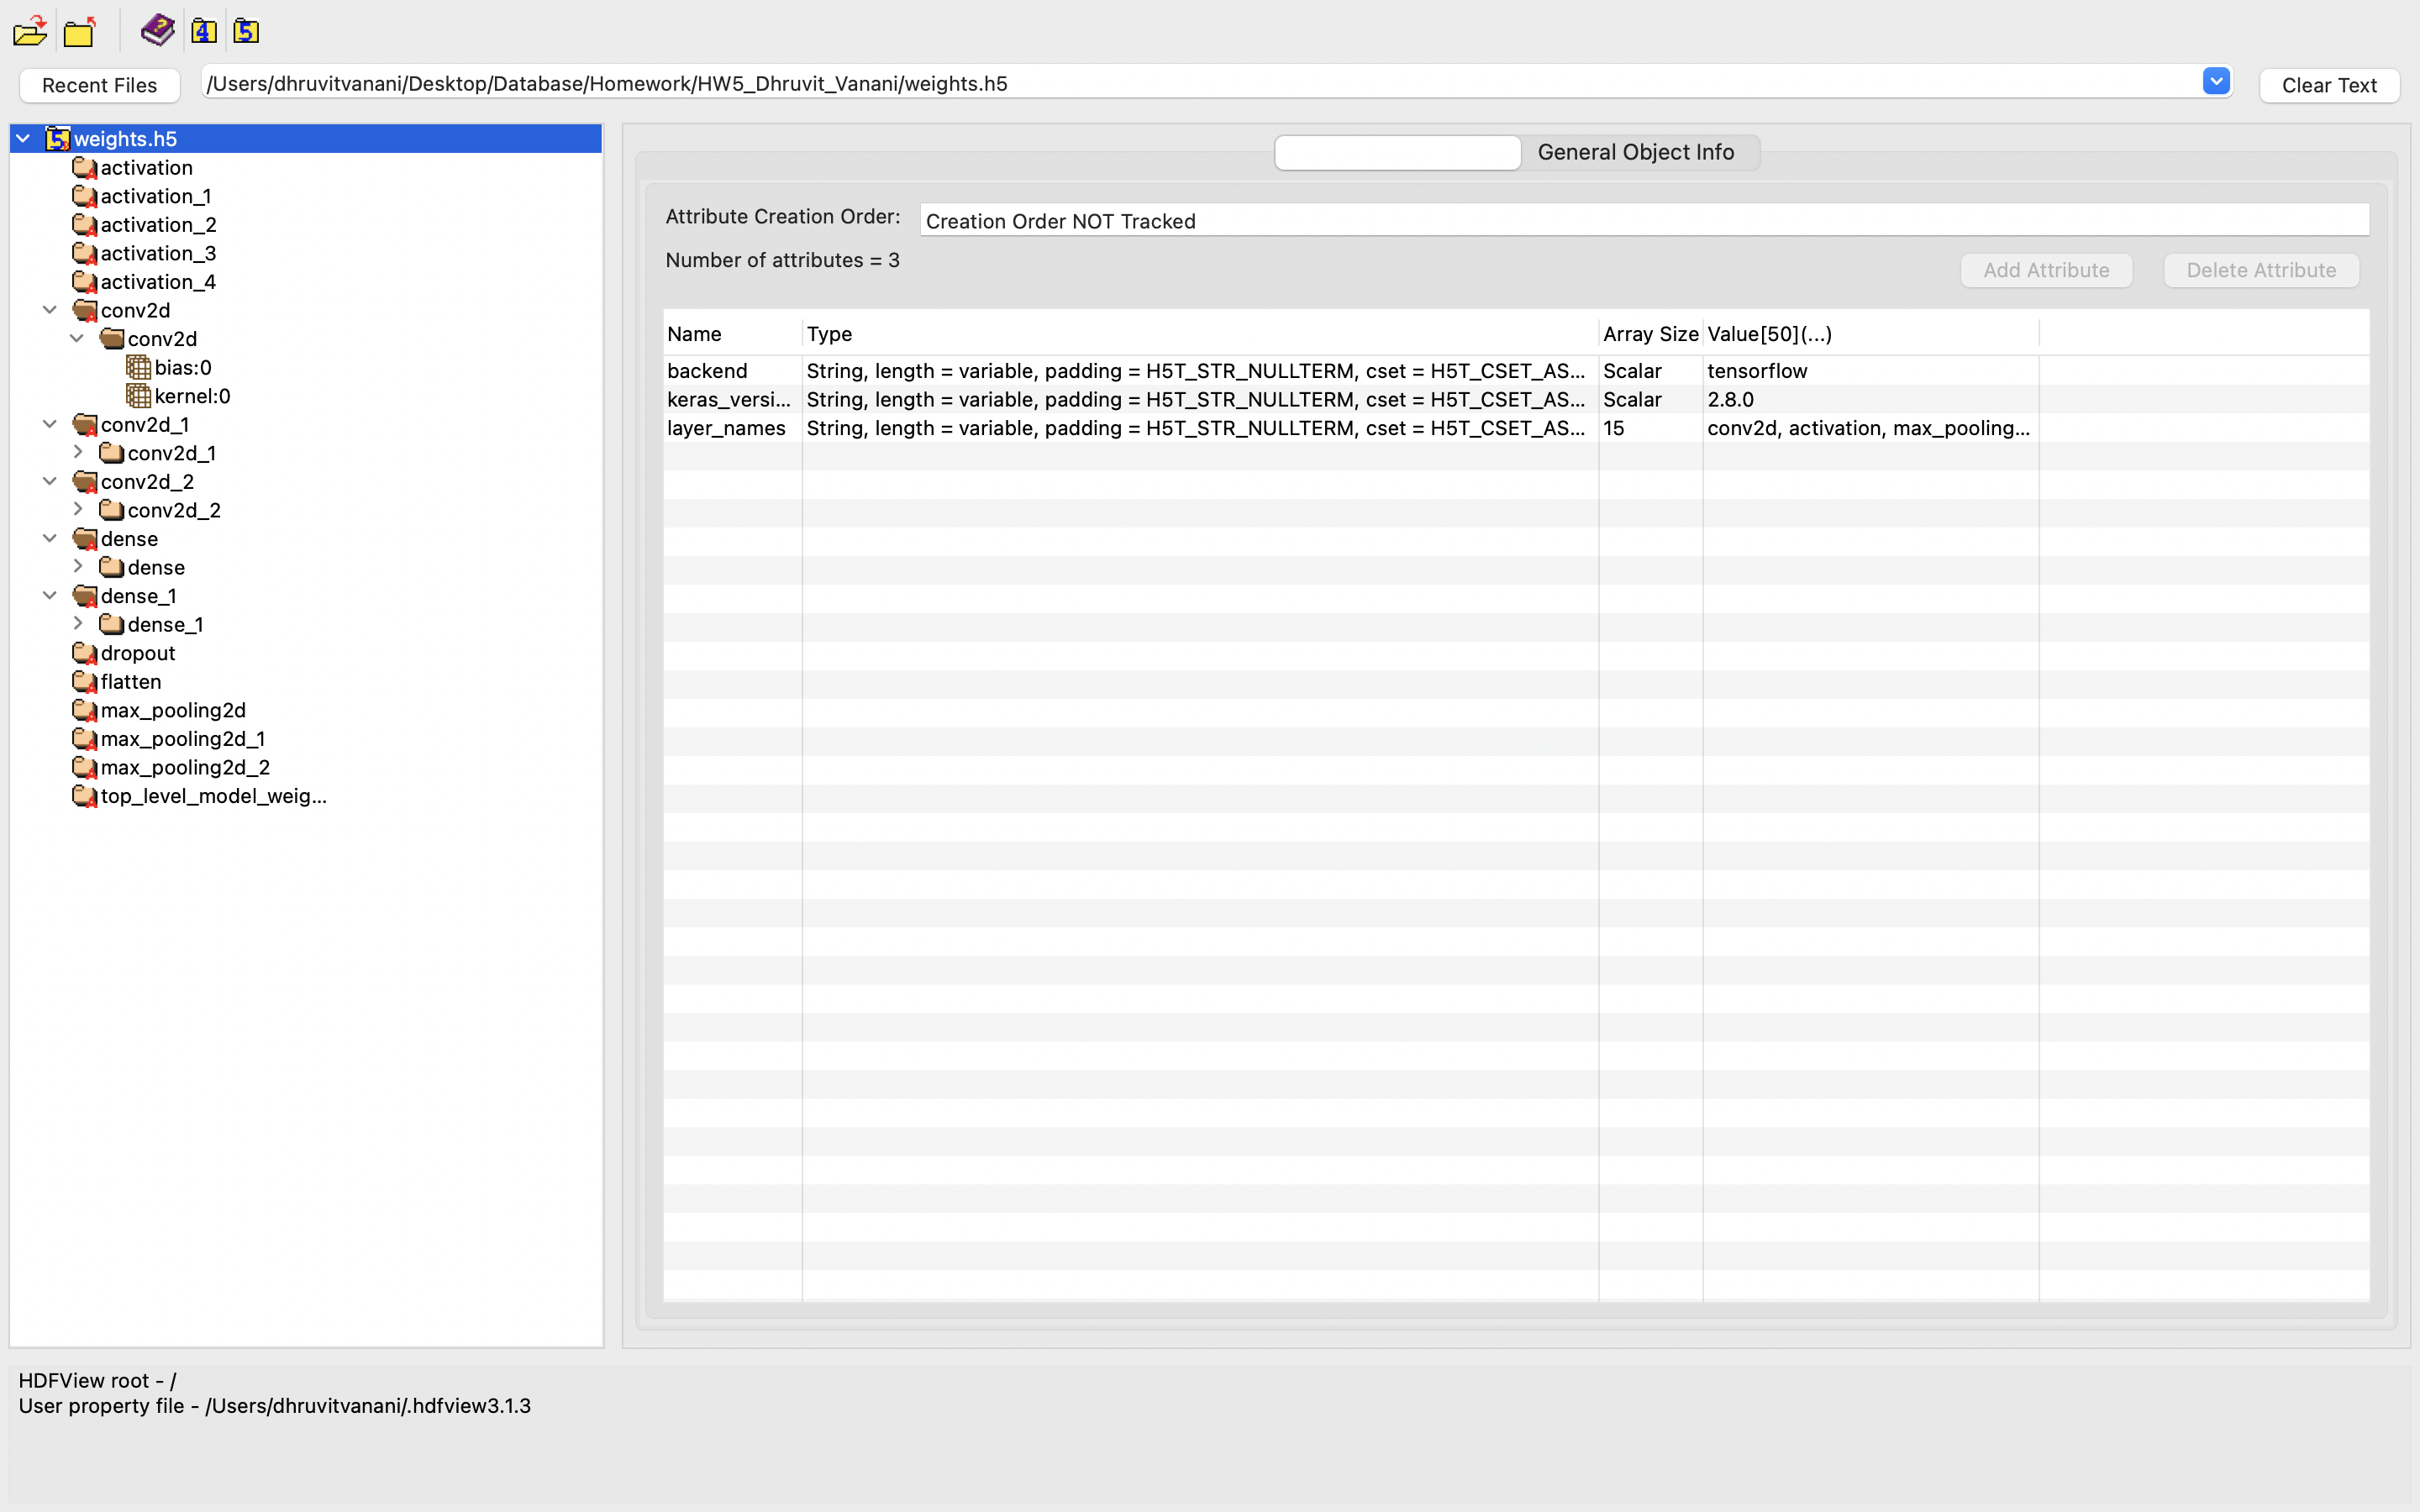 4 5
Recent Files /Users/dhruvitvanani/Desktop/Database/Homework/HW5_Dhruvit_Vanani/weights.h5 Clear Text
5 weights.h5
activation
activation_1
activation_2
activation_3
activation_4
conv2d
conv2d
bias:0
kernel:0
conv2d_1
conv2d_1
conv2d_2
conv2d_2
dense
dense
dense_1
dense_1
dropout
flatten
max_pooling2d
max_pooling2d_1
max_pooling2d_2
top_level_model_weig...
General Object Info
Attribute Creation Order: Creation Order NOT Tracked
Number of attributes = 3
Add Attribute Delete Attribute
Name Type Array Size Value[50](...)
backend String, length = variable, padding = H5T_STR_NULLTERM, cset = H5T_CSET_AS... Scalar tensorflow
keras_versi... String, length = variable, padding = H5T_STR_NULLTERM, cset = H5T_CSET_AS... Scalar 2.8.0
layer_names String, length = variable, padding = H5T_STR_NULLTERM, cset = H5T_CSET_AS... 15 conv2d, activation, max_pooling...
HDFView root - /
User property file - /Users/dhruvitvanani/.hdfview3.1.3